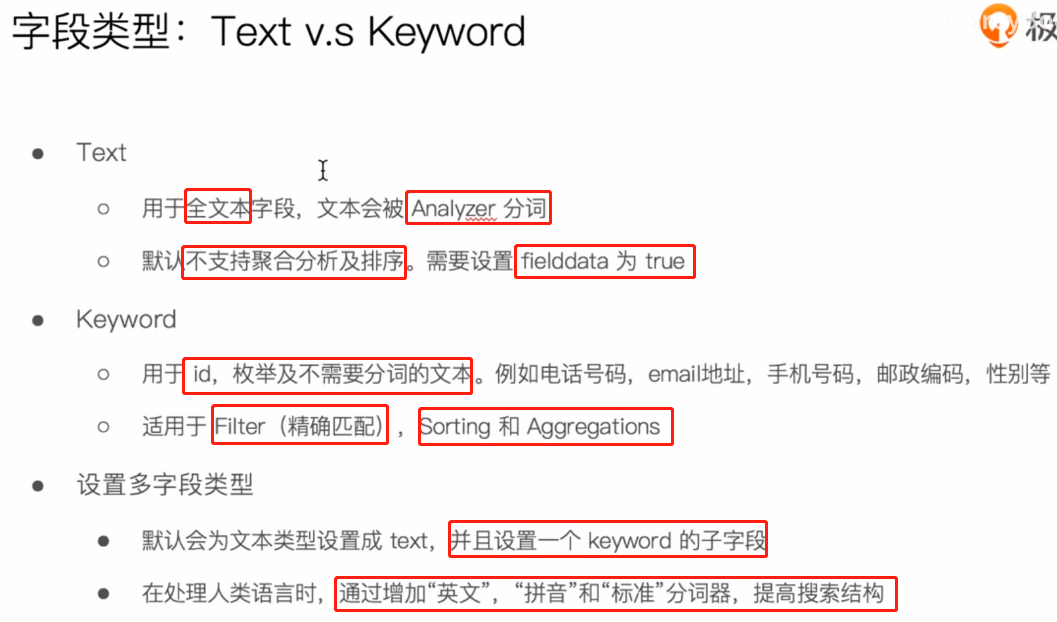 字段类型：Text v.s Keyword
极
Text
用于全文本字段，文本会被 Analyzer 分词
默认不支持聚合分析及排序。需要设置 fielddata 为 true
Keyword
用于 id，枚举及不需要分词的文本。例如电话号码，email地址，手机号码，邮政编码，性别等
适用于 Filter（精确匹配），Sorting 和 Aggregations
设置多字段类型
默认会为文本类型设置成 text，并且设置一个 keyword 的子字段
在处理人类语言时，通过增加“英文”，“拼音”和“标准”分词器，提高搜索结构